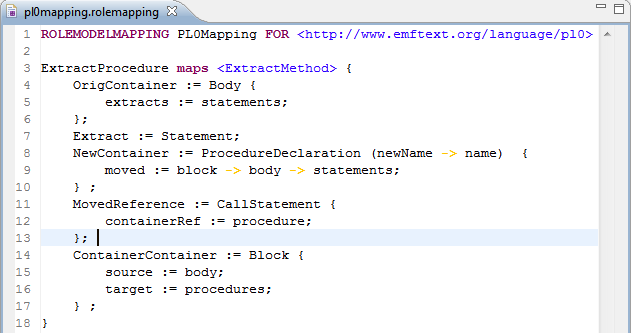 pl0mapping.rolemapping
1 ROLEMODELMAPPING PL0Mapping FOR <http://www.emftext.org/language/pl0>
2
3 ExtractProcedure maps <ExtractMethod> {
4     OrigContainer := Body {
5         extracts := statements;
6     };
7     Extract := Statement;
8     NewContainer := ProcedureDeclaration (newName -> name)  {
9         moved := block -> body -> statements;
10     } ;
11     MovedReference := CallStatement {
12         containerRef := procedure;
13     };
14     ContainerContainer := Block {
15         source := body;
16         target := procedures;
17     } ;
18 }